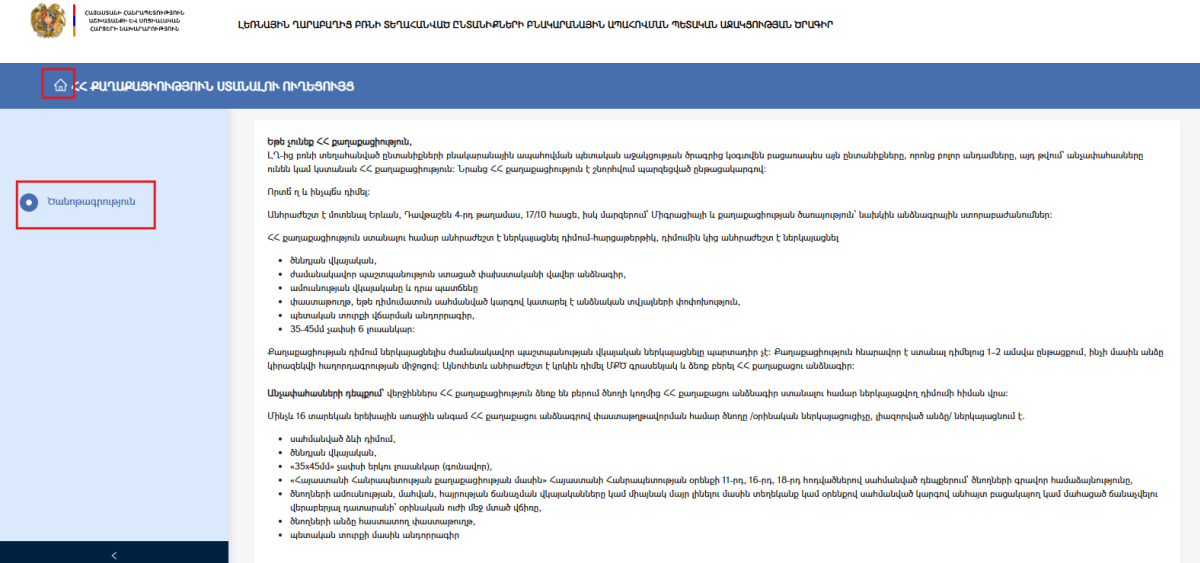 ՀԱՅԱՍՏԱՆԻ ՀԱՆՐԱՊԵՏՈՒԹՅՈՒՆ
ԱՇԽԱՏԱՆՔԻ ԵՎ ՍՈՑԻԱԼԱԿԱՆ
ՀԱՐՑԵՐԻ ՆԱԽԱՐԱՐՈՒԹՅՈՒՆ
ԼԵՌՆԱՅԻՆ ՂԱՐԱԲԱՂԻՑ ԲՌՆԻ ՏԵՂԱՀԱՆՎԱԾ ԸՆՏԱՆԻՔՆԵՐԻ ԲՆԱԿԱՐԱՆԱՅԻՆ ԱՊԱՀՈՎՄԱՆ ՊԵՏԱԿԱՆ ԱՋԱԿՑՈՒԹՅԱՆ ԾՐԱԳԻՐ
ՀՀ ՔԱՂԱՔԱՑԻՈՒԹՅՈՒՆ ՍՏԱՆԱԼՈՒ ՈՒՂԵՑՈՒՅՑ
Ծանոթագրություն
Եթե չունեք ՀՀ քաղաքացիություն,
ԼՂ-ից բռնի տեղահանված ընտանիքների բնակարանային ապահովման պետական աջակցության ծրագրից կօգտվեն բացառապես այն ընտանիքները, որոնց բոլոր անդամները, այդ թվում՝ անչափահասները
ունեն կամ կստանան ՀՀ քաղաքացիություն: Նրանց ՀՀ քաղաքացիություն է շնորհվում պարզեցված ընթացակարգով:
Որտե՞ ղ և ինչպե՞ս դիմել:
Անհրաժեշտ է մոտենալ Երևան, Դավթաշեն 4-րդ թաղամաս, 17/10 հասցե, իսկ մարզերում՝ Միգրացիայի և քաղաքացիության ծառայություն՝ նախկին անձնագրային ստորաբաժանումներ:
ՀՀ քաղաքացիություն ստանալու համար անհրաժեշտ է ներկայացնել դիմում-հարցաթերթիկ, դիմումին կից անհրաժեշտ է ներկայացնել
• ծննդյան վկայական,
• ժամանակավոր պաշտպանություն ստացած փախստականի վավեր անձնագիր,
• ամուսնության վկայականը և դրա պատճենը
• փաստաթուղթ, եթե դիմումատուն սահմանված կարգով կատարել է անձնական տվյալների փոփոխություն,
• պետական տուրքի վճարման անդորրագիր,
• 35-45մմ չափսի 6 լուսանկար:
Քաղաքացիության դիմում ներկայացնելիս ժամանակավոր պաշտպանության վկայական ներկայացնելը պարտադիր չէ: Քաղաքացիություն հնարավոր է ստանալ դիմելուց 1–2 ամսվա ընթացքում, ինչի մասին անձը
կիրազեկվի հաղորդագրության միջոցով: Այնուհետև անհրաժեշտ է կրկին դիմել ՄՔԾ գրասենյակ և ձեռք բերել ՀՀ քաղաքացու անձնագիր:
Անչափահասների դեպքում՝ վերջիններս ՀՀ քաղաքացիություն ձեռք են բերում ծնողի կողմից ՀՀ քաղաքացու անձնագիր ստանալու համար ներկայացվող դիմումի հիման վրա:
Մինչև 16 տարեկան երեխային առաջին անգամ ՀՀ քաղաքացու անձնագրով փաստաթղթավորման համար ծնողը /օրինական ներկայացուցիչը, լիազորված անձը/ ներկայացնում է.
• սահմանված ձևի դիմում,
• ծննդյան վկայական,
• «35x45մմ» չափսի երկու լուսանկար (գունավոր),
• «Հայաստանի Հանրապետության քաղաքացիության մասին» Հայաստանի Հանրապետության օրենքի 11-րդ, 16-րդ, 18-րդ հոդվածներով սահմանված դեպքերում՝ ծնողների գրավոր համաձայնությունը,
• ծնողների ամուսնության, մահվան, հայրության ճանաչման վկայականները կամ միայնակ մայր լինելու մասին տեղեկանք կամ օրենքով սահմանված կարգով անհայտ բացակայող կամ մահացած ճանաչվելու
վերաբերյալ դատարանի՝ օրինական ուժի մեջ մտած վճիռը,
• ծնողների անձը հաստատող փաստաթուղթ,
• պետական տուրքի մասին անդորրագիր